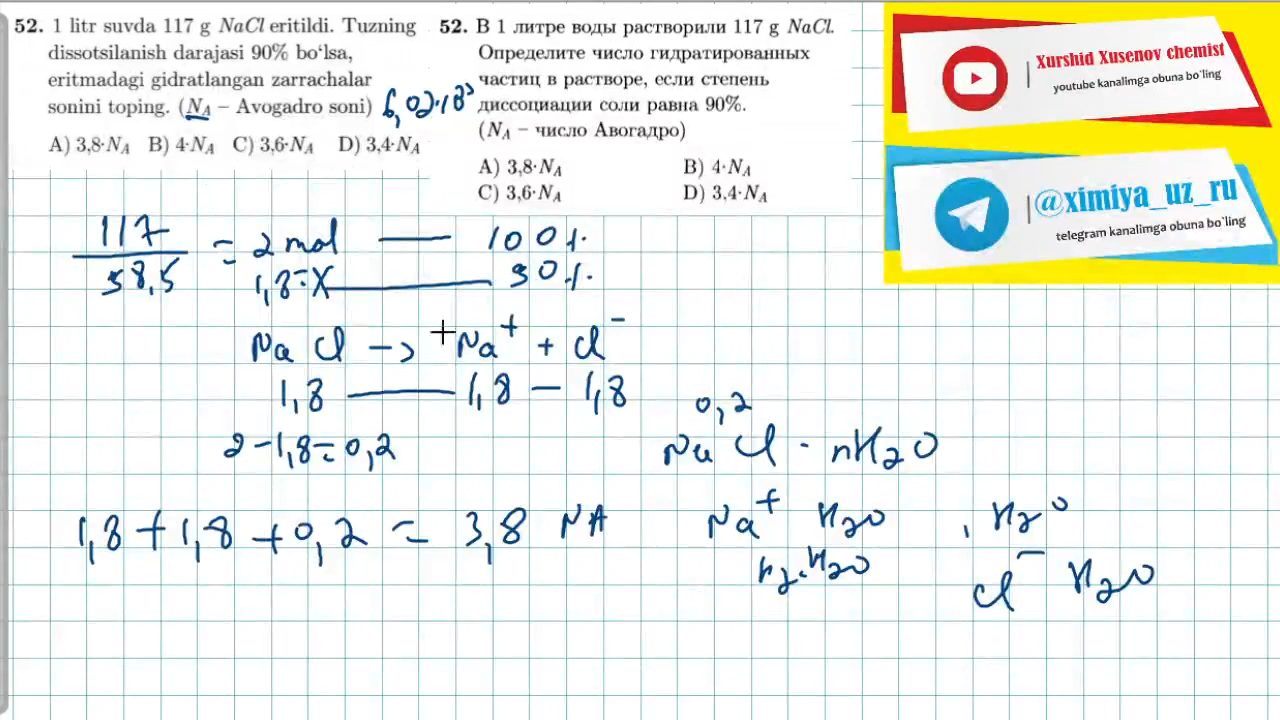 52. 1 litr suvda 117 g NaCl eritildi. Tuzning
dissotsilanish darajasi 90% bo‘lsa,
eritmadagi gidratlangan zarrachalar
sonini toping. (NA – Avogadro soni)
A) 3,8·NA B) 4·NA C) 3,6·NA D) 3,4·NA
52. В 1 литре воды растворили 117 g NaCl.
Определите число гидратированных
частиц в растворе, если степень
диссоциации соли равна 90%.
(NA – число Авогадро)
A) 3,8·NA B) 4·NA
C) 3,6·NA D) 3,4·NA
Xurshid Xusenov chemist
youtube kanalimga obuna bo`ling
@ximiya_uz_ru
telegram kanalimga obuna bo`ling
117
58,5
= 2 mol — 100%
1,8=X — 90%
NaCl -> Na+ + Cl-
1,8 — 1,8 - 1,8
2-1,8=0,2
0,2
NaCl · nH2O
1,8+1,8+0,2 = 3,8 NA
Na+ H2O
H2O
Cl- H2O